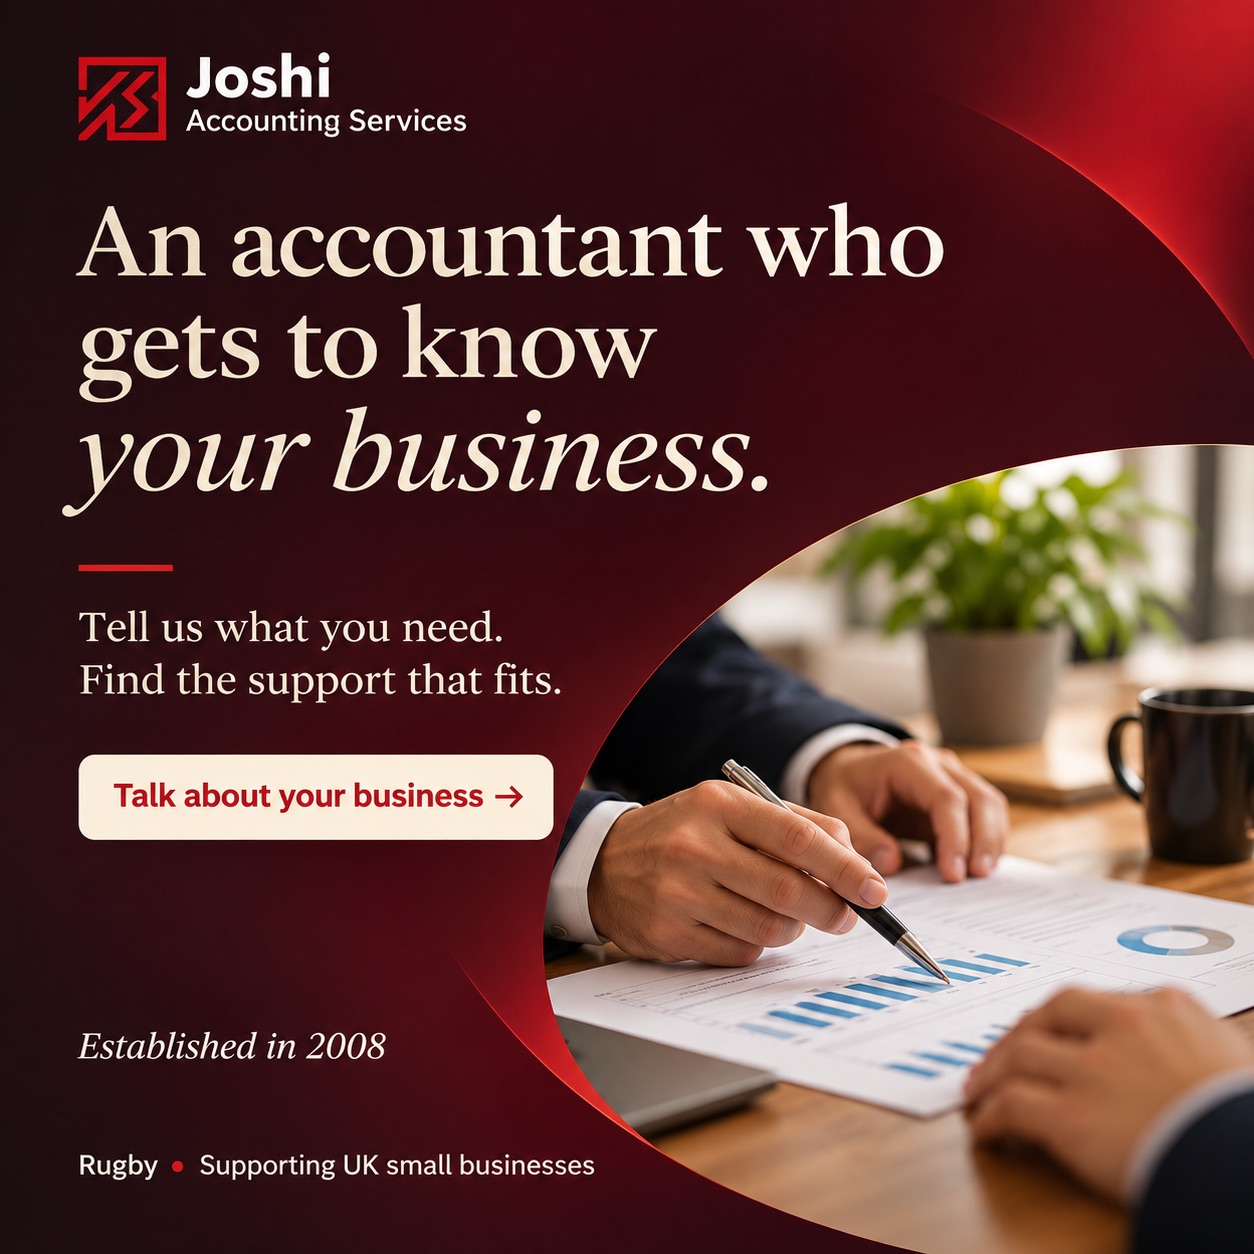 Joshi
Accounting Services
An accountant who
gets to know
your business.
Tell us what you need.
Find the support that fits.
Talk about your business →
Established in 2008
Rugby • Supporting UK small businesses